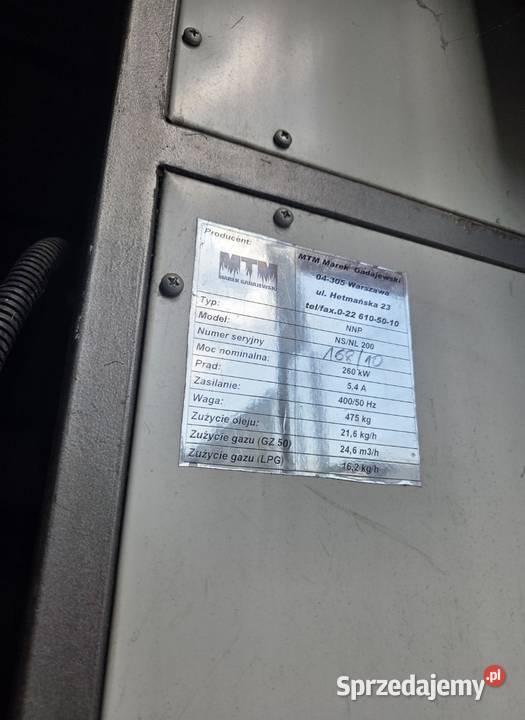 Producent:
MTM
MAREK GADAJEWSKI
MTM Marek Gadajewski
04-305 Warszawa
ul. Hetmańska 23
tel/fax.0-22 610-50-10
Typ: NNP
Model: NS/NL 200
Numer seryjny 168/10
Moc nominalna: 260 kW
Prąd: 5,4 A
Zasilanie: 400/50 Hz
Waga: 475 kg
Zużycie oleju: 21,6 kg/h
Zużycie gazu (GZ 50) 24,6 m3/h
Zużycie gazu (LPG) 16,2 kg h
Sprzedajemy.pl